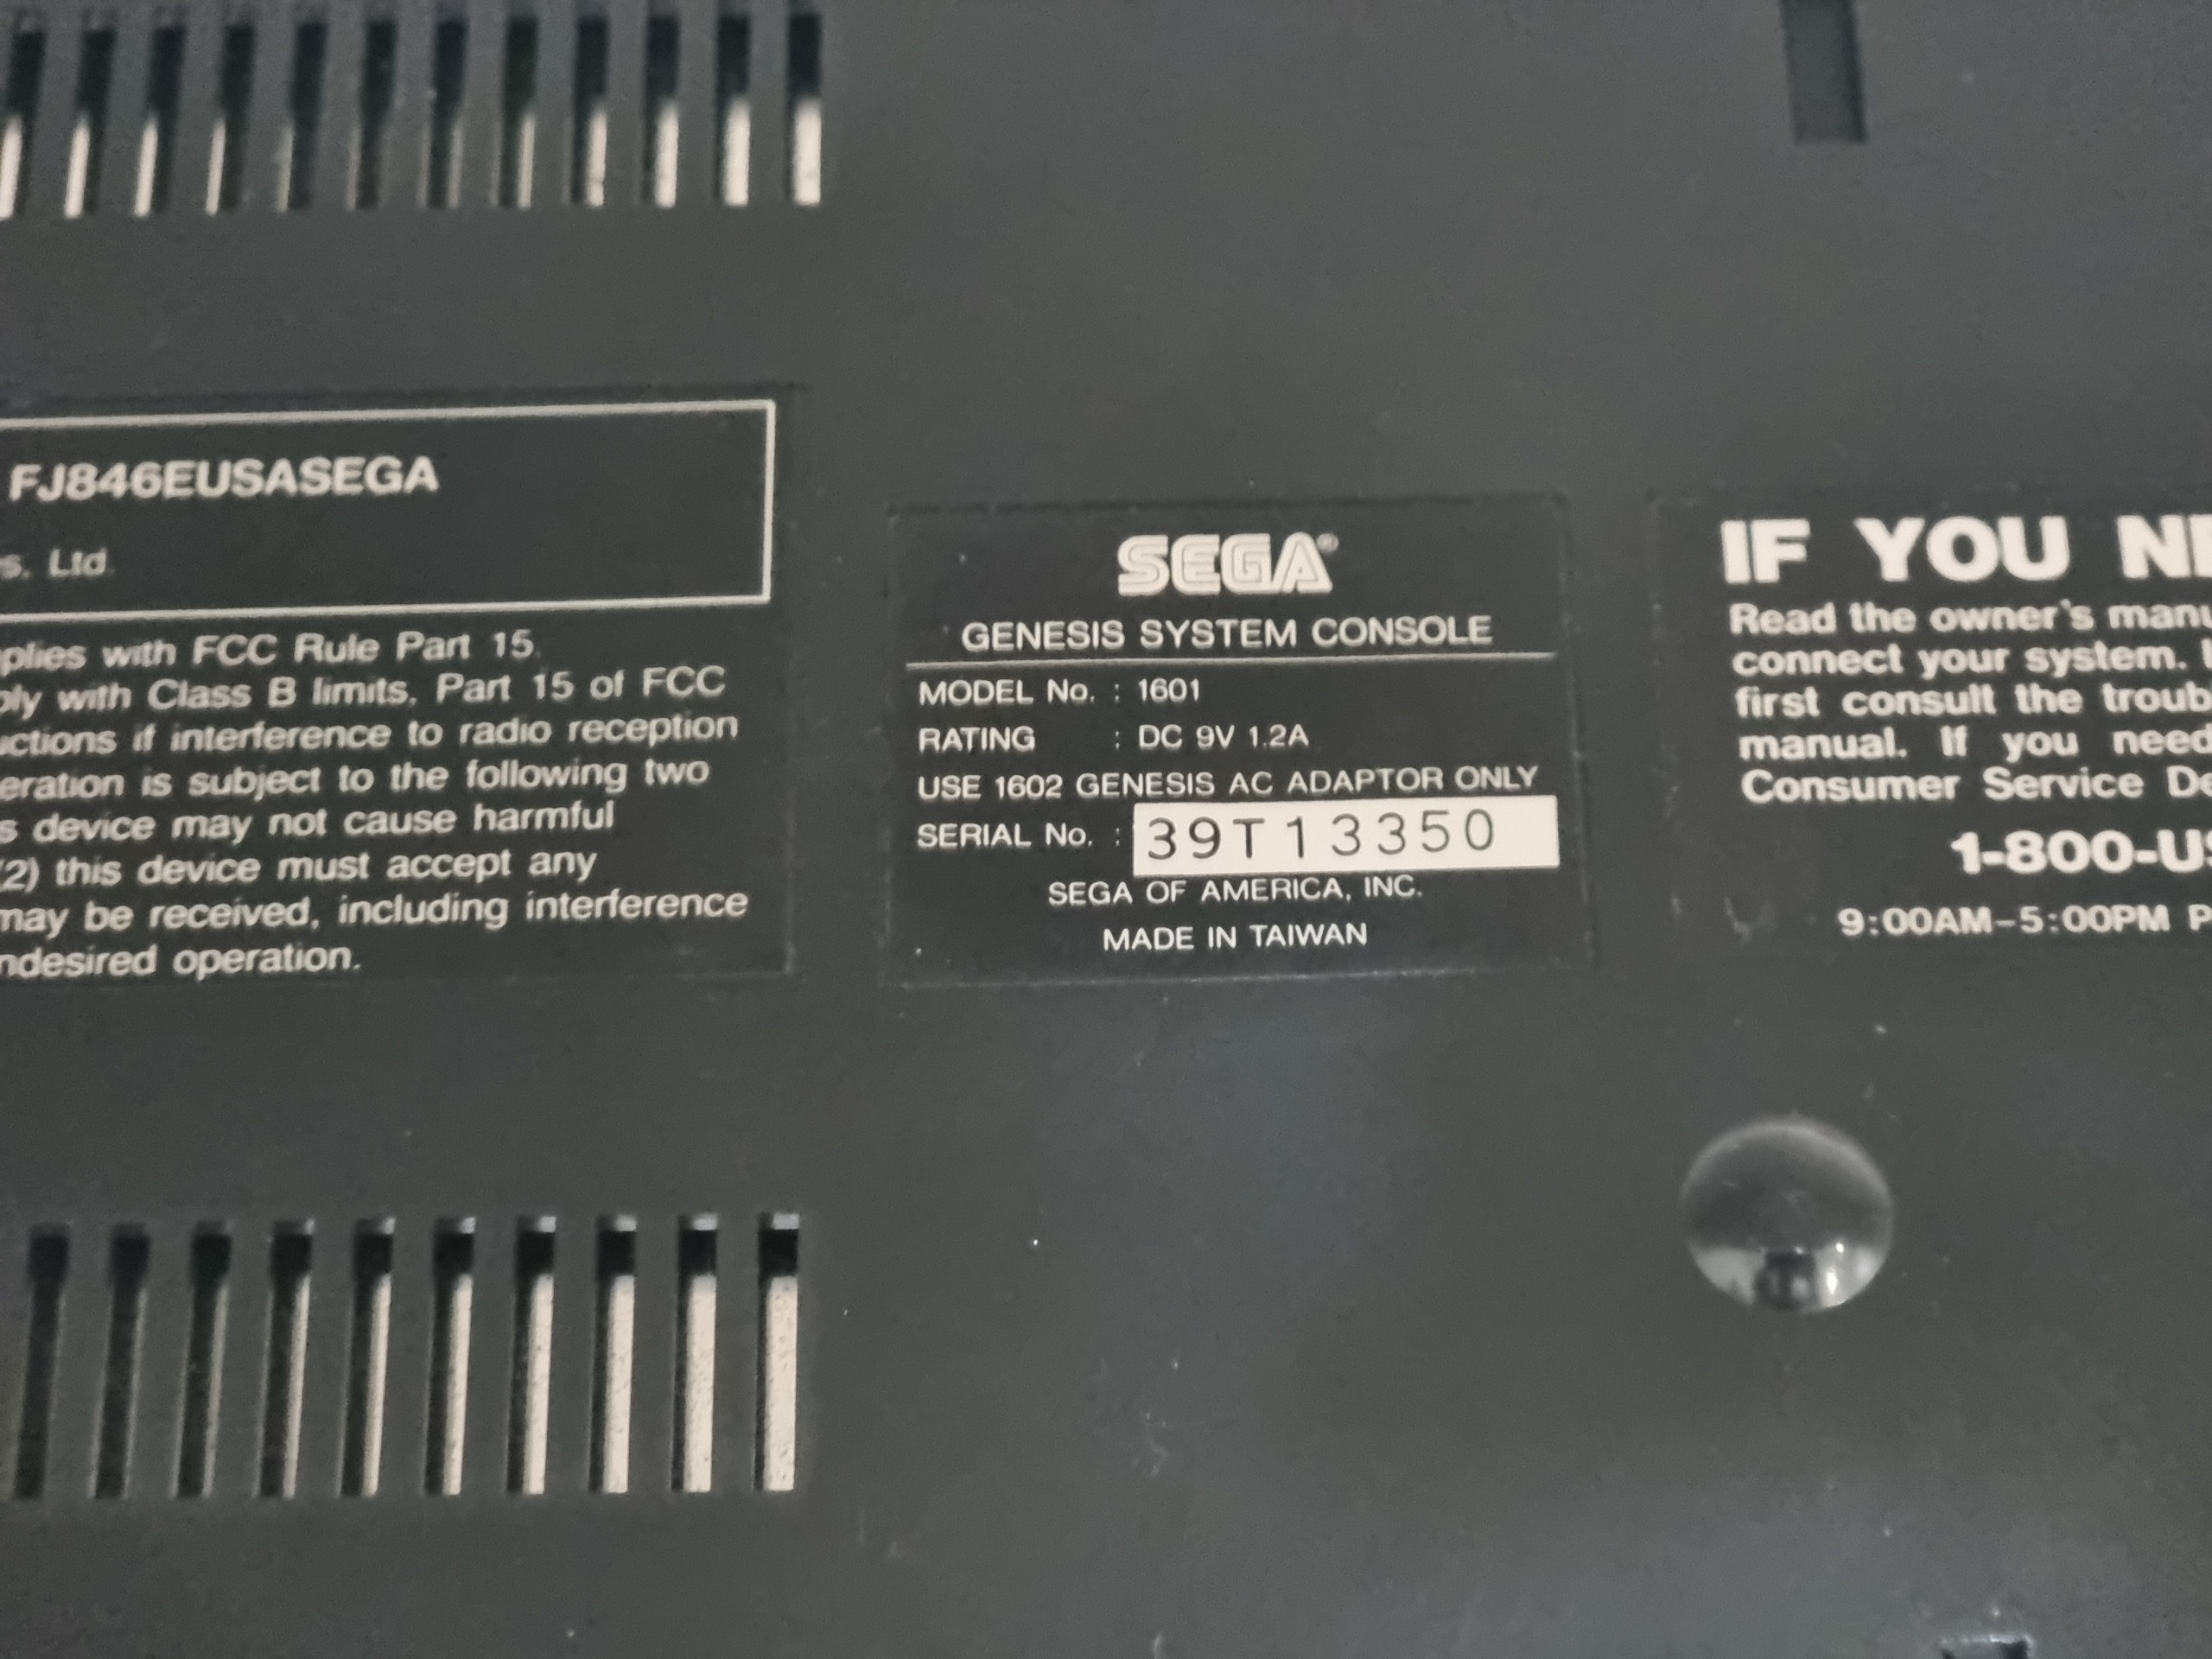 FJ846EUSASEGA
s. Ltd.
plies with FCC Rule Part 15.
ply with Class B limits, Part 15 of FCC
uctions if interference to radio reception
eration is subject to the following two
s device may not cause harmful
(2) this device must accept any
may be received, including interference
ndesired operation.
SEGA®
GENESIS SYSTEM CONSOLE
MODEL No. : 1601
RATING : DC 9V 1.2A
USE 1602 GENESIS AC ADAPTOR ONLY
SERIAL No. : 39T13350
SEGA OF AMERICA, INC.
MADE IN TAIWAN
IF YOU NE
Read the owner's manu
connect your system. I
first consult the troub
manual. If you need
Consumer Service De
1-800-US
9:00AM-5:00PM P